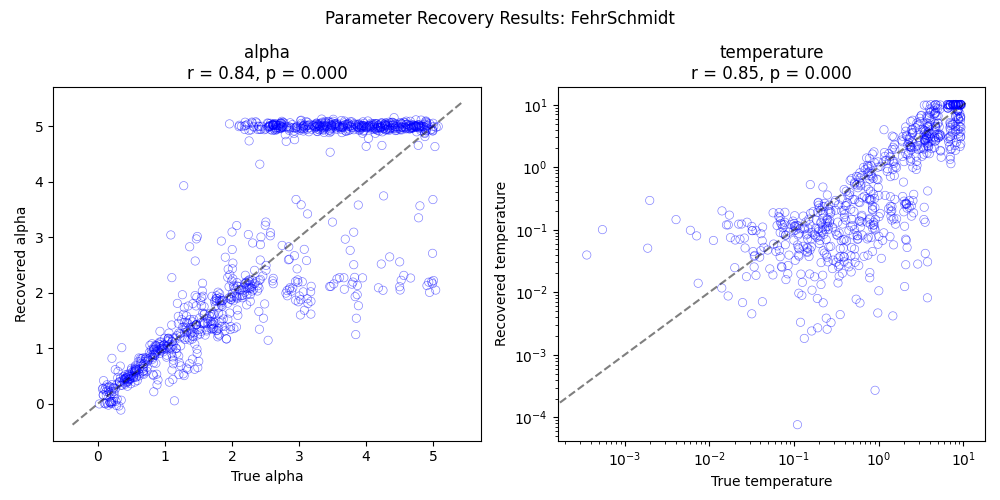 Parameter Recovery Results: FehrSchmidt
alpha
r = 0.84, p = 0.000
temperature
r = 0.85, p = 0.000
Recovered alpha
5
4
3
2
1
0
0 1 2 3 4 5
True alpha
Recovered temperature
10¹
10⁰
10⁻¹
10⁻²
10⁻³
10⁻⁴
10⁻³ 10⁻² 10⁻¹ 10⁰ 10¹
True temperature